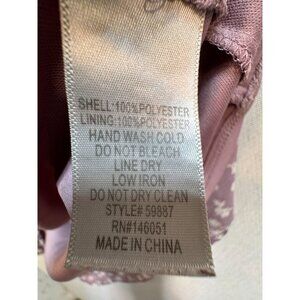 SHELL:100%POLYESTER
LINING:100%POLYESTER
HAND WASH COLD
DO NOT BLEACH
LINE DRY
LOW IRON
DO NOT DRY CLEAN
STYLE# 59887
RN#146051
MADE IN CHINA